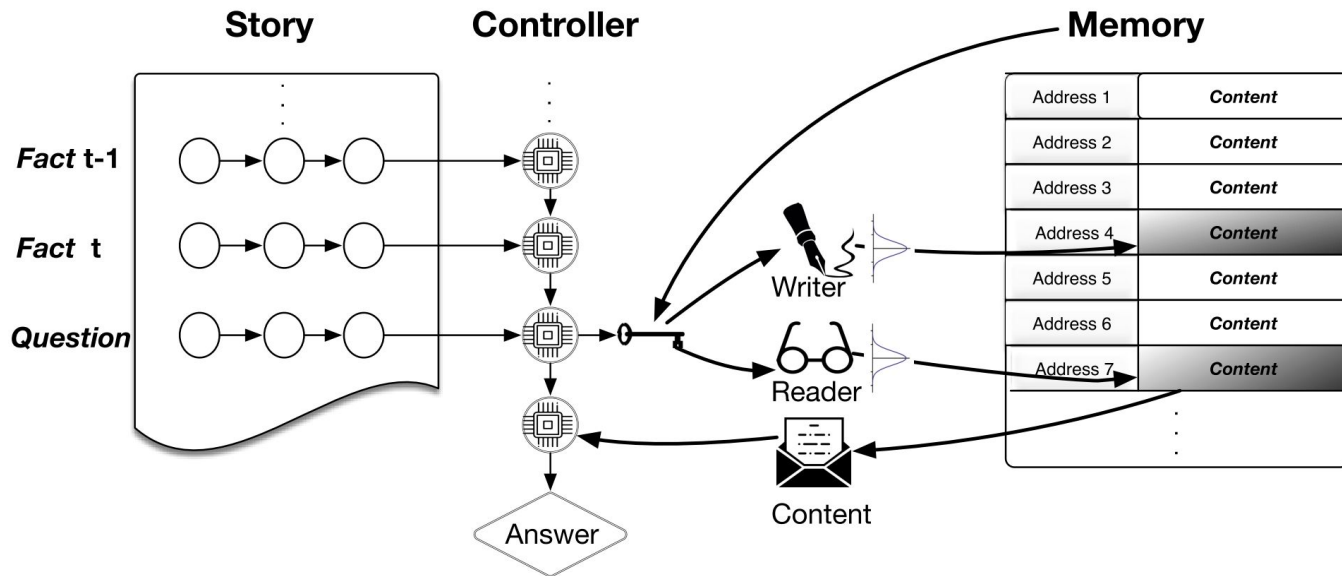 Story
Controller
Memory
Fact t-1
Fact t
Question
Writer
Reader
Content
Answer
Address 1 Content
Address 2 Content
Address 3 Content
Address 4 Content
Address 5 Content
Address 6 Content
Address 7 Content